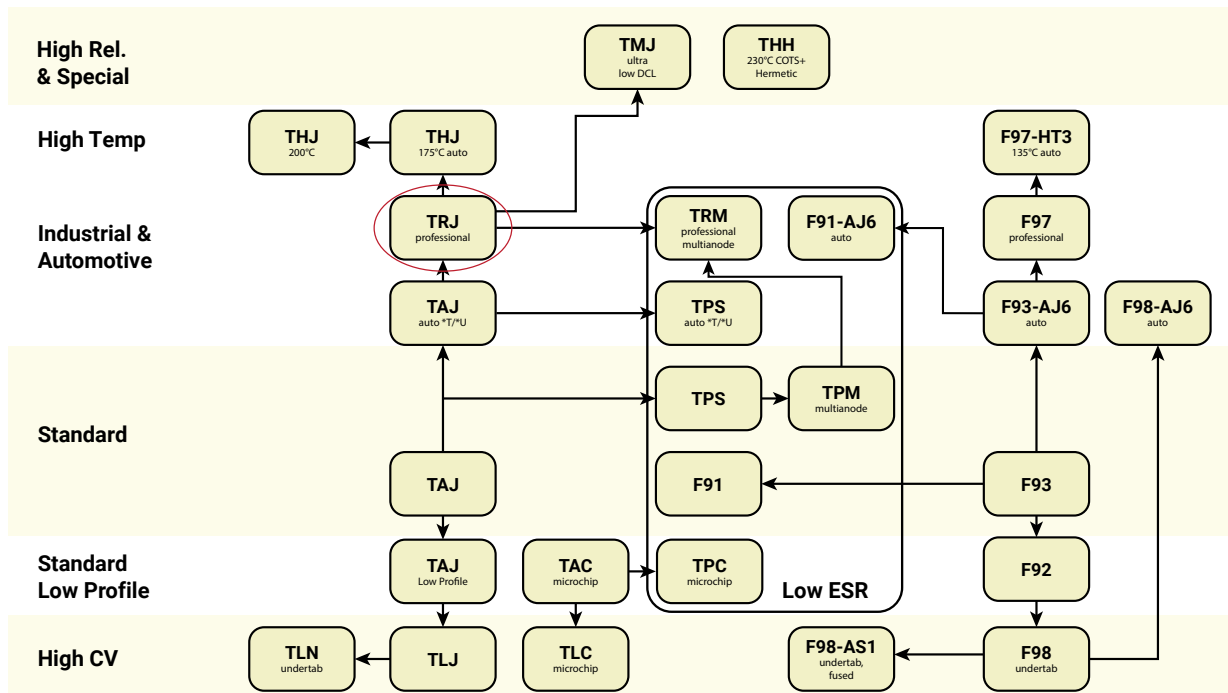 High Rel.
& Special
TMJ
ultra
low DCL
THH
230°C COTS+
Hermetic
High Temp
THJ
200°C
THJ
175°C auto
F97-HT3
135°C auto
Industrial &
Automotive
TRJ
professional
TRM
professional
multianode
F91-AJ6
auto
F97
professional
TAJ
auto *T/*U
TPS
auto *T/*U
F93-AJ6
auto
F98-AJ6
auto
Standard
TPS
TPM
multianode
TAJ
F91
F93
Standard
Low Profile
TAJ
Low Profile
TAC
microchip
TPC
microchip
Low ESR
F92
High CV
TLN
undertab
TLJ
TLC
microchip
F98-AS1
undertab,
fused
F98
undertab